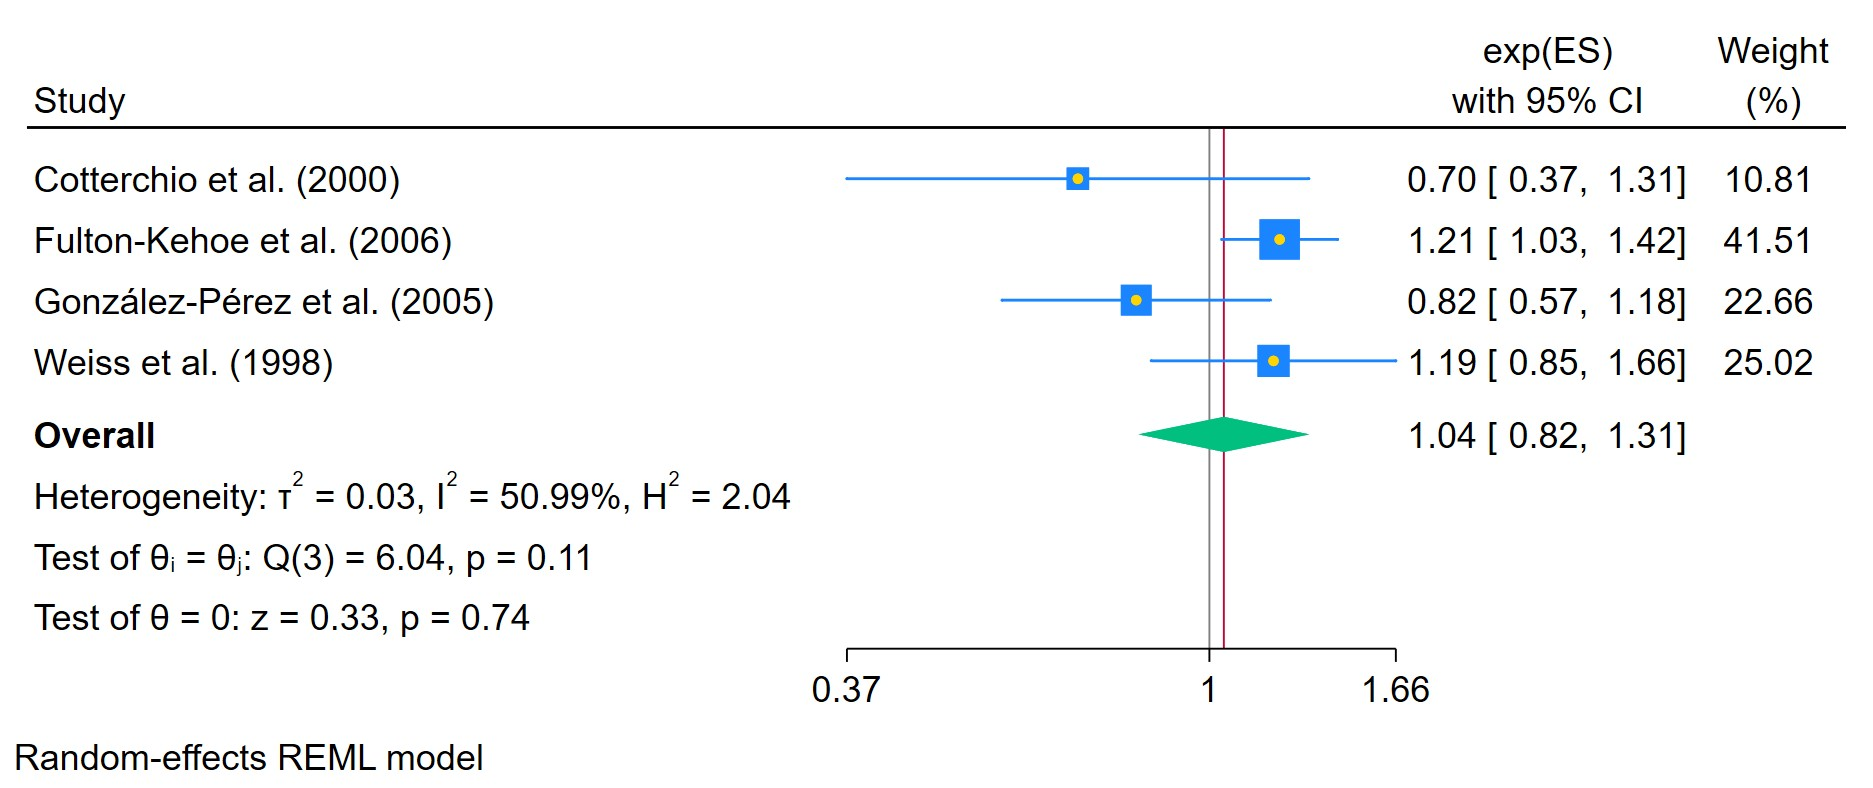 exp(ES) Weight
Study with 95% CI (%)
Cotterchio et al. (2000) 0.70 [ 0.37, 1.31] 10.81
Fulton-Kehoe et al. (2006) 1.21 [ 1.03, 1.42] 41.51
González-Pérez et al. (2005) 0.82 [ 0.57, 1.18] 22.66
Weiss et al. (1998) 1.19 [ 0.85, 1.66] 25.02
Overall 1.04 [ 0.82, 1.31]
Heterogeneity: τ² = 0.03, I² = 50.99%, H² = 2.04
Test of θᵢ = θⱼ: Q(3) = 6.04, p = 0.11
Test of θ = 0: z = 0.33, p = 0.74
0.37 1 1.66
Random-effects REML model